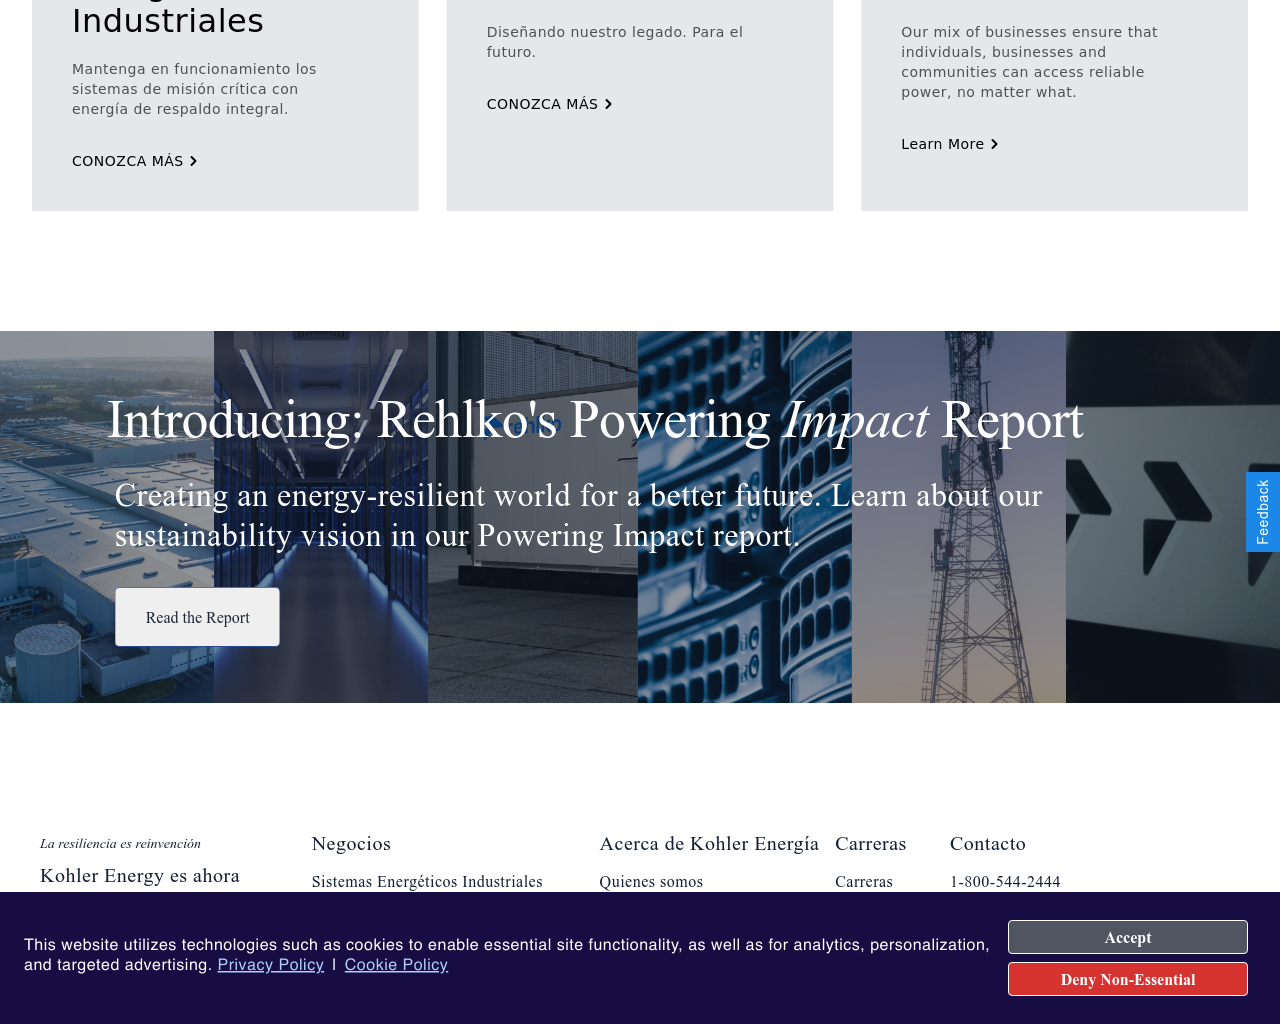 Industriales
Mantenga en funcionamiento los
sistemas de misión crítica con
energía de respaldo integral.
CONOZCA MÁS
Diseñando nuestro legado. Para el
futuro.
CONOZCA MÁS
Our mix of businesses ensure that
individuals, businesses and
communities can access reliable
power, no matter what.
Learn More
Introducing: Rehlko's Powering Impact Report
Creating an energy-resilient world for a better future. Learn about our
sustainability vision in our Powering Impact report.
Read the Report
Feedback
La resiliencia es reinvención
Kohler Energy es ahora
Negocios
Sistemas Energéticos Industriales
Acerca de Kohler Energía
Quienes somos
Carreras
Carreras
Contacto
1-800-544-2444
This website utilizes technologies such as cookies to enable essential site functionality, as well as for analytics, personalization,
and targeted advertising. Privacy Policy | Cookie Policy
Accept
Deny Non-Essential